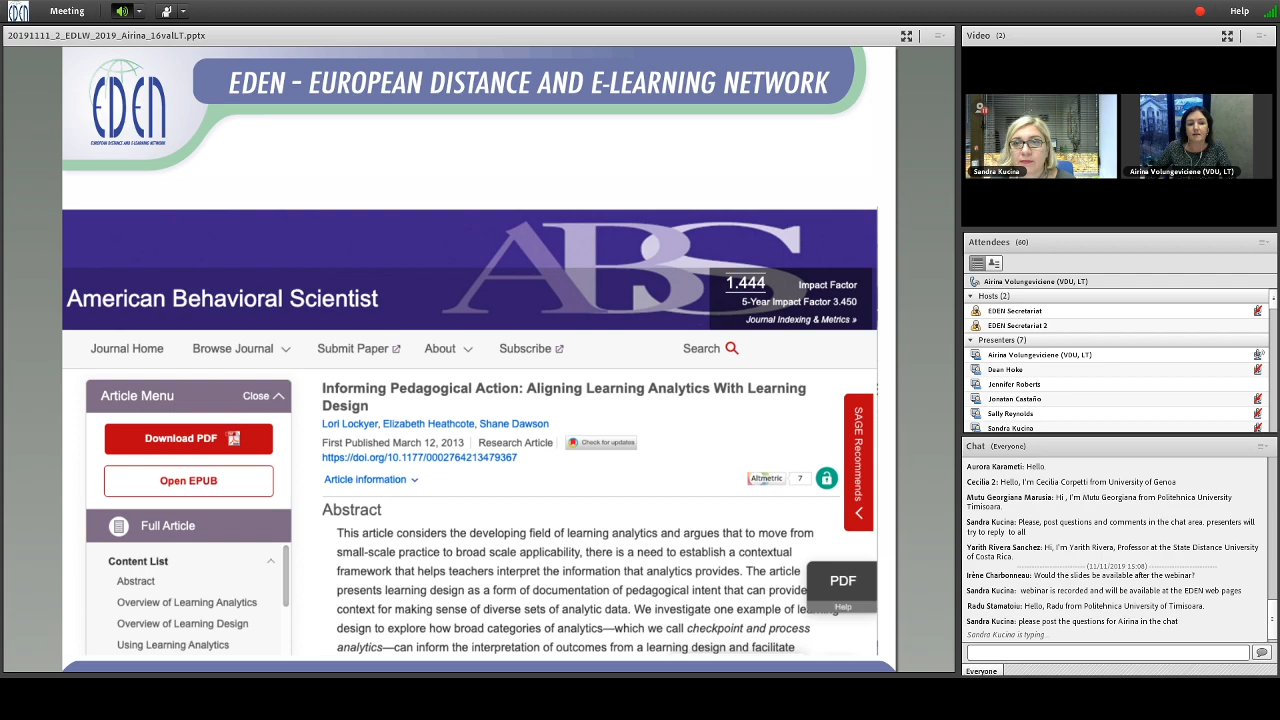 EDEN
Meeting
Help
20191111_2_EDLW_2019_Airina_16valLT.pptx
EDEN
EUROPEAN DISTANCE AND E-LEARNING NETWORK
EDEN - EUROPEAN DISTANCE AND E-LEARNING NETWORK
ABS
American Behavioral Scientist
1.444 Impact Factor
5-Year Impact Factor 3.450
Journal Indexing & Metrics »
Journal Home
Browse Journal
Submit Paper
About
Subscribe
Search
Article Menu
Close
Download PDF
Open EPUB
Full Article
Content List
Abstract
Overview of Learning Analytics
Overview of Learning Design
Using Learning Analytics
Informing Pedagogical Action: Aligning Learning Analytics With Learning
Design
Lori Lockyer, Elizabeth Heathcote, Shane Dawson
First Published March 12, 2013 | Research Article
Check for updates
https://doi.org/10.1177/0002764213479367
Article information
Altmetric 7
SAGE Recommends
Abstract
This article considers the developing field of learning analytics and argues that to move from
small-scale practice to broad scale applicability, there is a need to establish a contextual
framework that helps teachers interpret the information that analytics provides. The article
presents learning design as a form of documentation of pedagogical intent that can provide
context for making sense of diverse sets of analytic data. We investigate one example of
design to explore how broad categories of analytics—which we call checkpoint and process
analytics—can inform the interpretation of outcomes from a learning design and facilitate
PDF
Help
Video (2)
Sandra Kucina
Airina Volungeviciene (VDU, LT)
Attendees (60)
Airina Volungeviciene (VDU, LT)
Hosts (2)
EDEN Secretariat
EDEN Secretariat 2
Presenters (7)
Airina Volungeviciene (VDU, LT)
Dean Hoke
Jennifer Roberts
Jonatan Castaño
Sally Reynolds
Sandra Kucina
Chat (Everyone)
Aurora Karameti: Hello
Cecilia 2: Hello, I'm Cecilia Corpetti from University of Genoa
Mutu Georgiana Marusia: Hi , I'm Mutu Georgiana from Politehnica University
Timisoara.
Sandra Kucina: Please, post questions and comments in the chat area. presenters will
try to reply to all
Yarith Rivera Sanchez: Hi, I'm Yarith Rivera, Professor at the State Distance University
of Costa Rica.
(11/11/2019 15:08)
Irène Charbonneau: Would the slides be available after the webinar?
Sandra Kucina: webinar is recorded and will be available at the EDEN web pages
Radu Stamatoiu: Hello, Radu from Politehnica University of Timisoara.
Sandra Kucina: please post the questions for Airina in the chat
Sandra Kucina is typing...
Everyone